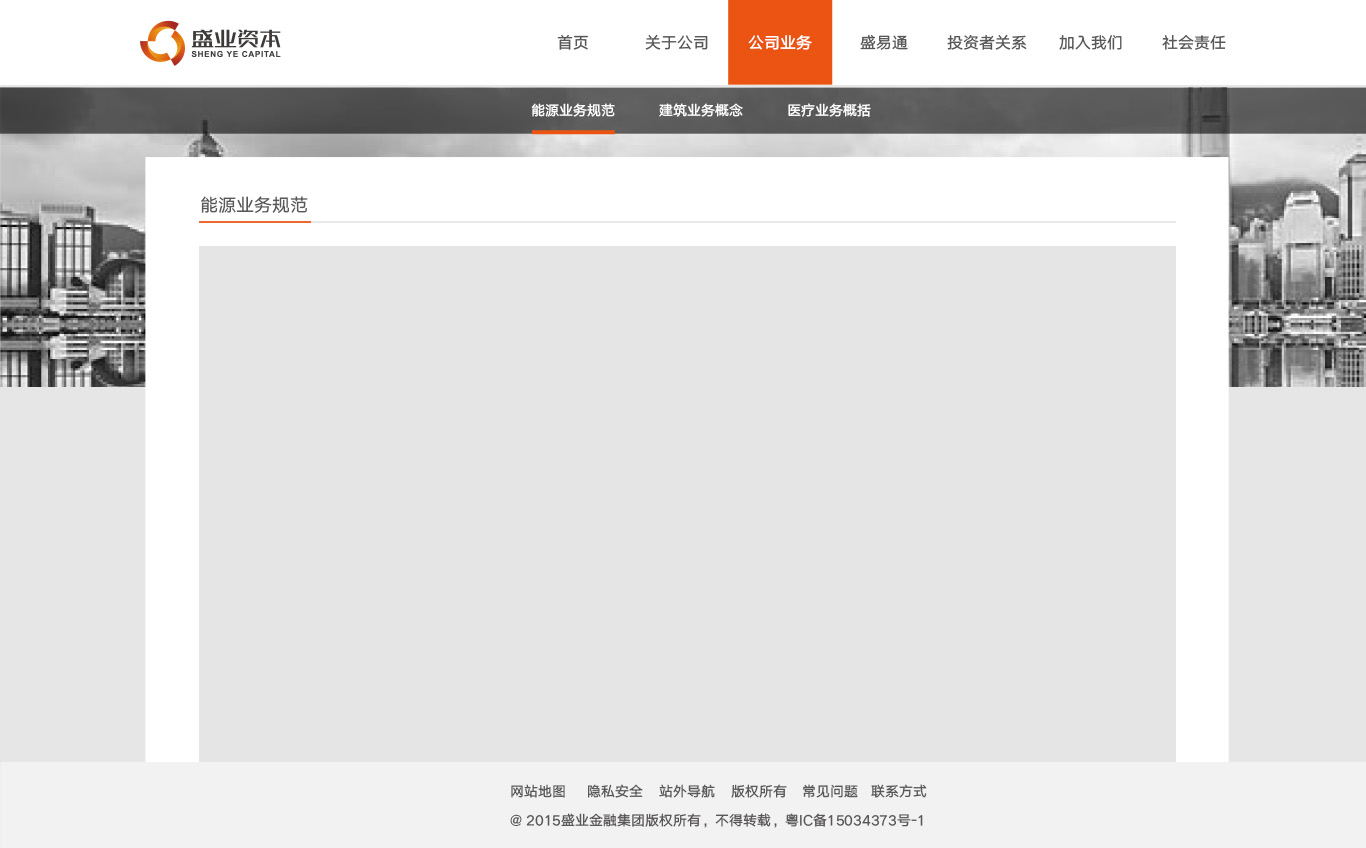 盛业资本
SHENG YE CAPITAL
首页 关于公司 公司业务 盛易通 投资者关系 加入我们 社会责任
能源业务规范 建筑业务概念 医疗业务概括
能源业务规范
网站地图 隐私安全 站外导航 版权所有 常见问题 联系方式
@ 2015盛业金融集团版权所有，不得转载，粤IC备15034373号-1